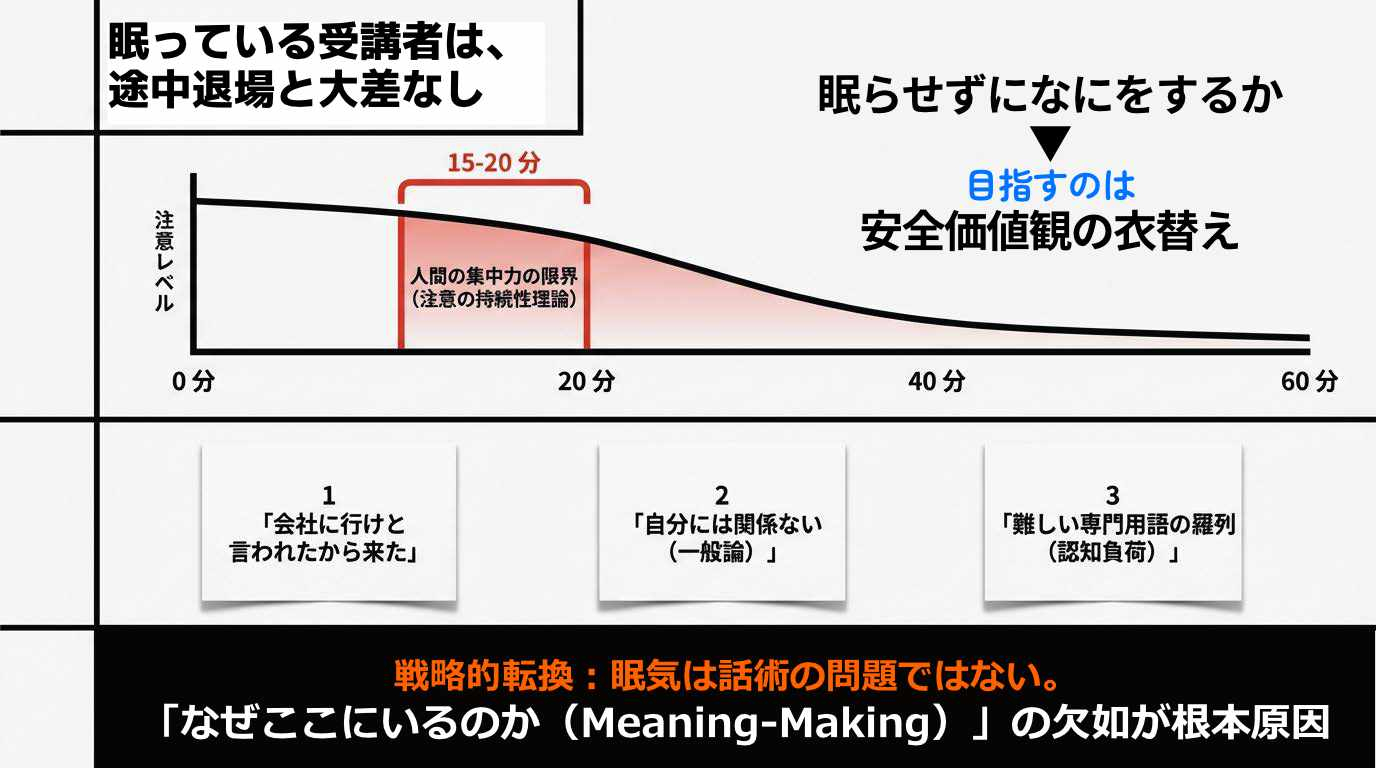 眠っている受講者は、
途中退場と大差なし
眠らせずになにをするか
▼
目指すのは
安全価値観の衣替え
15-20 分
注意レベル
人間の集中力の限界
（注意の持続性理論）
0 分
20 分
40 分
60 分
1
「会社に行けと
言われたから来た」
2
「自分には関係ない
（一般論）」
3
「難しい専門用語の羅列
（認知負荷）」
戦略的転換：眠気は話術の問題ではない。
「なぜここにいるのか（Meaning-Making）」の欠如が根本原因